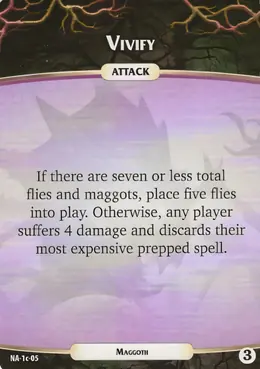 Vivify
ATTACK
If there are seven or less total
flies and maggots, place five flies
into play. Otherwise, any player
suffers 4 damage and discards their
most expensive prepped spell.
NA-1c-05
Maggoth
3